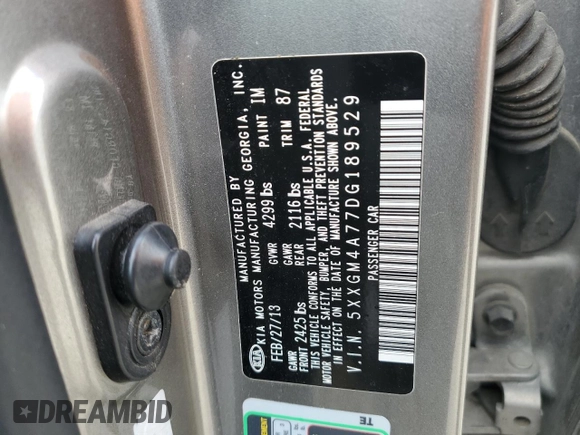 MANUFACTURED BY
KIA KIA MOTORS MANUFACTURING GEORGIA, INC.
FEB/27/13 GVWR 4299 lbs PAINT IM
GAWR GAWR TRIM 87
FRONT 2425 lbs REAR 2116 lbs
THIS VEHICLE CONFORMS TO ALL APPLICABLE U.S.A. FEDERAL
MOTOR VEHICLE SAFETY, BUMPER, AND THEFT PREVENTION STANDARDS
IN EFFECT ON THE DATE OF MANUFACTURE SHOWN ABOVE.
V.I.N. 5XXGM4A77DG189529
PASSENGER CAR
TE
DREAMBID